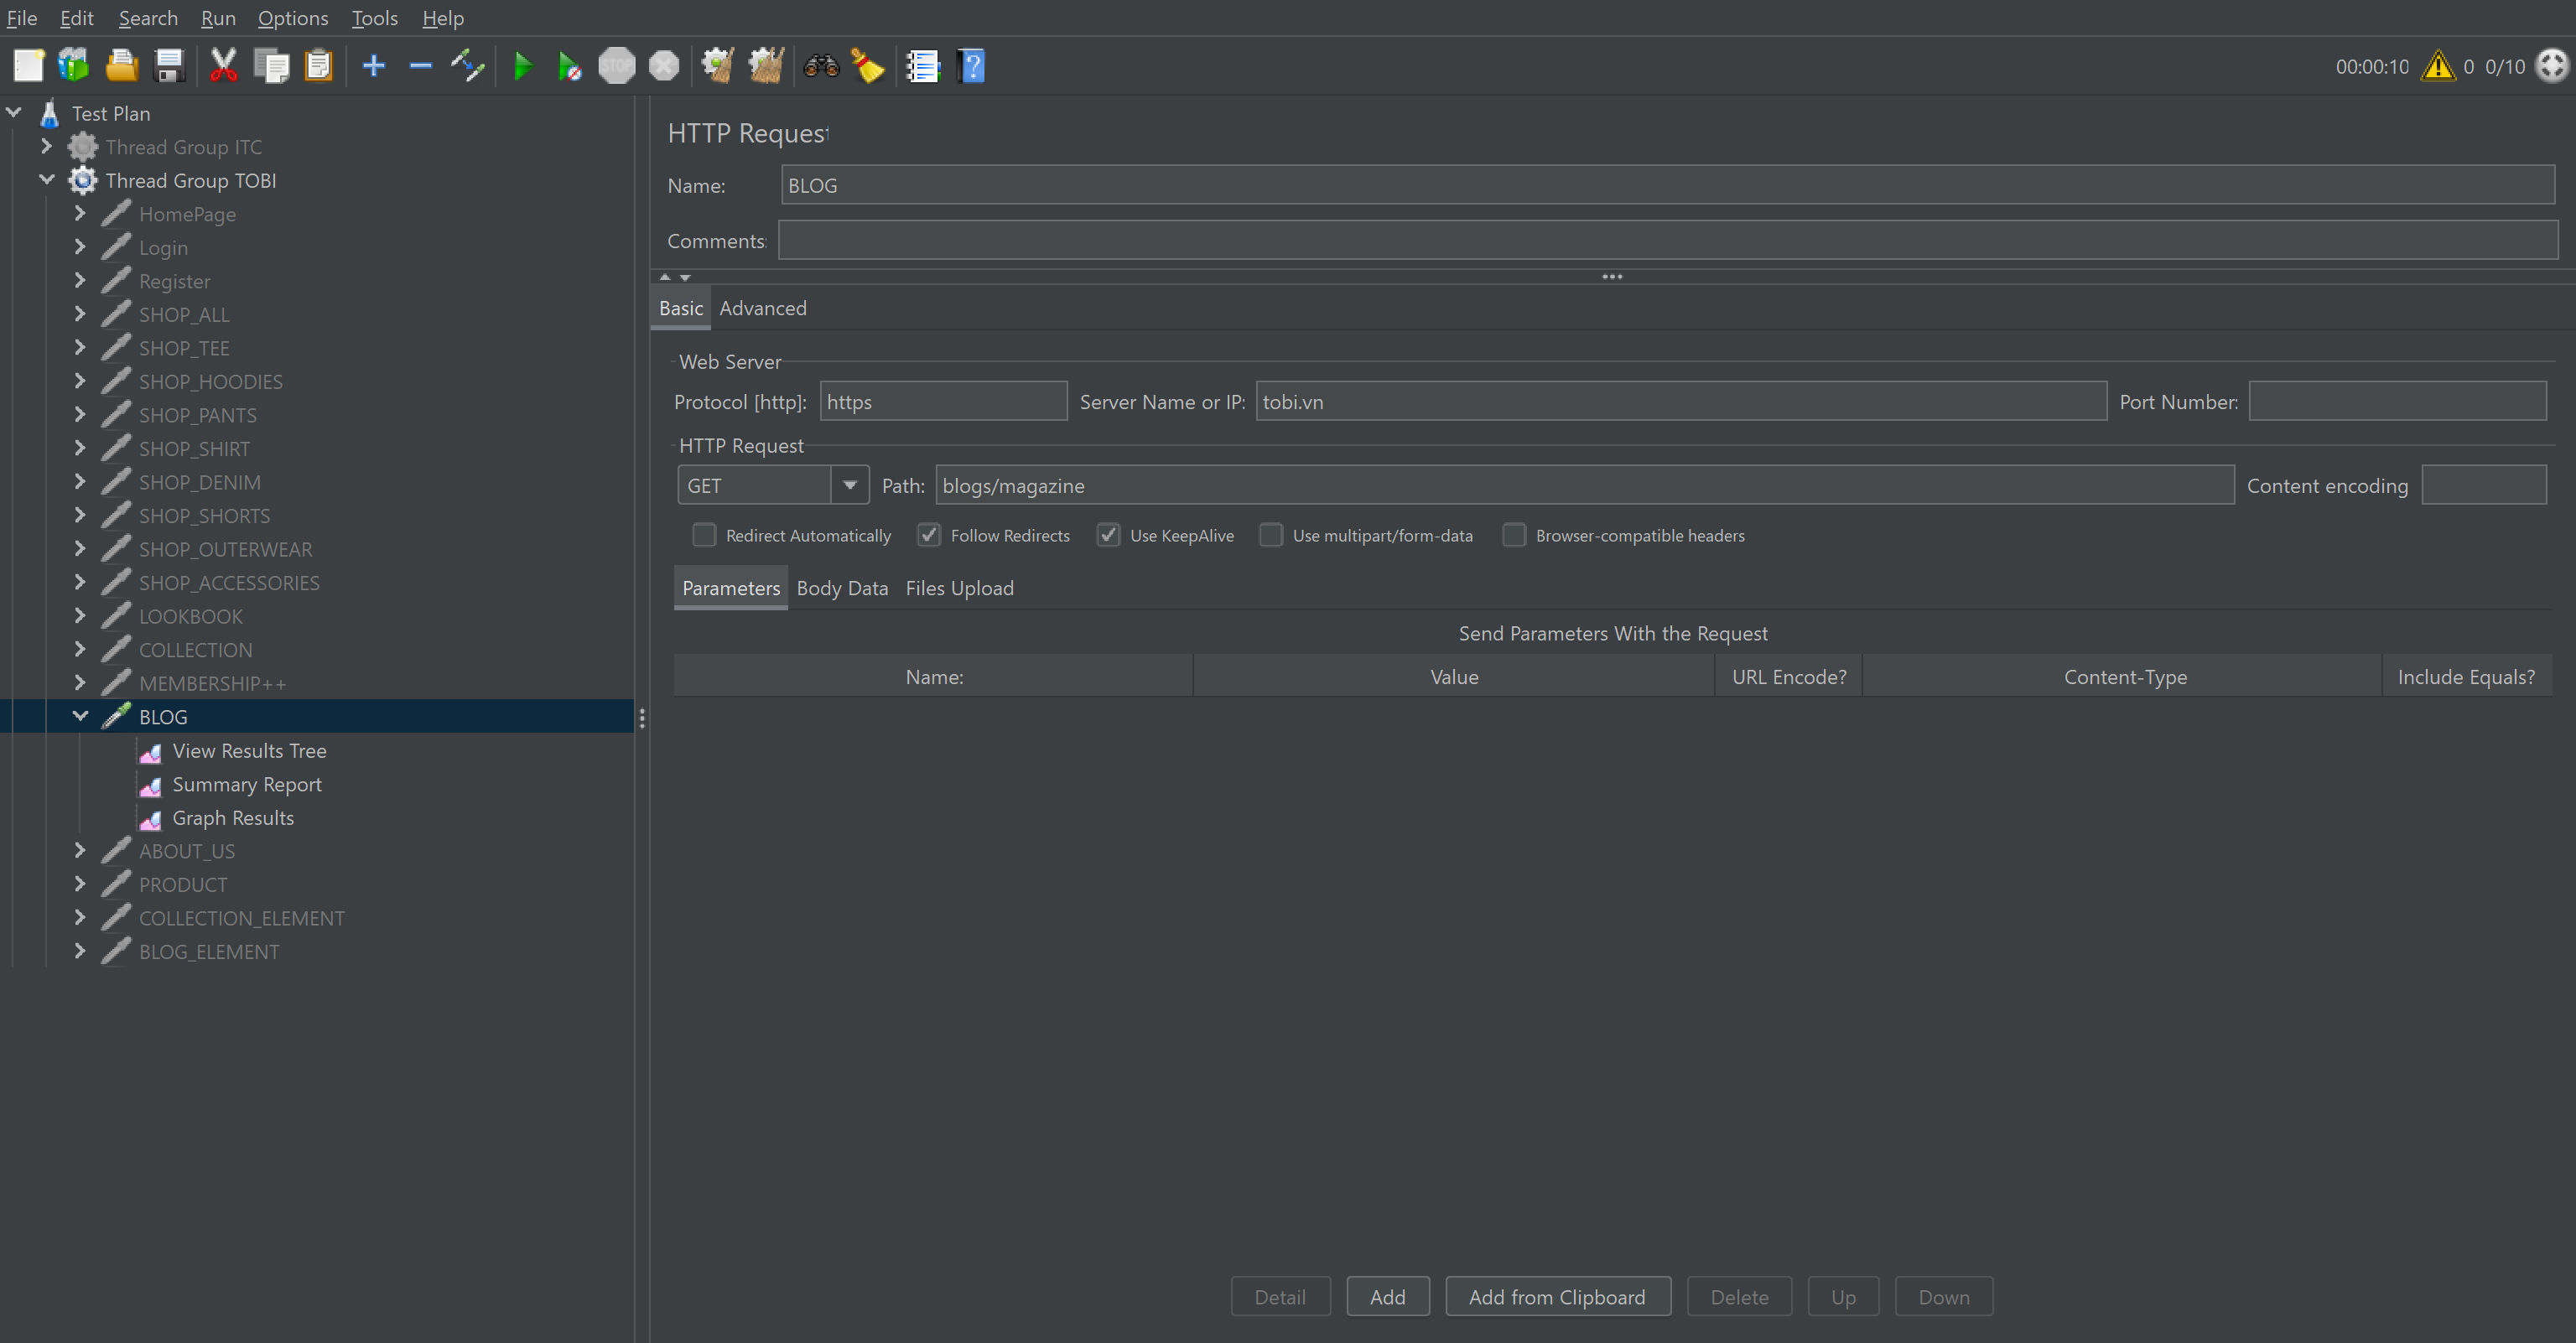 File Edit Search Run Options Tools Help
STOP
00:00:10 0 0/10
Test Plan
Thread Group ITC
Thread Group TOBI
HomePage
Login
Register
SHOP_ALL
SHOP_TEE
SHOP_HOODIES
SHOP_PANTS
SHOP_SHIRT
SHOP_DENIM
SHOP_SHORTS
SHOP_OUTERWEAR
SHOP_ACCESSORIES
LOOKBOOK
COLLECTION
MEMBERSHIP++
BLOG
View Results Tree
Summary Report
Graph Results
ABOUT_US
PRODUCT
COLLECTION_ELEMENT
BLOG_ELEMENT
HTTP Request
Name: BLOG
Comments:
Basic Advanced
Web Server
Protocol [http]: https Server Name or IP: tobi.vn Port Number:
HTTP Request
GET Path: blogs/magazine Content encoding
Redirect Automatically Follow Redirects Use KeepAlive Use multipart/form-data Browser-compatible headers
Parameters Body Data Files Upload
Send Parameters With the Request
Name: Value URL Encode? Content-Type Include Equals?
Detail Add Add from Clipboard Delete Up Down